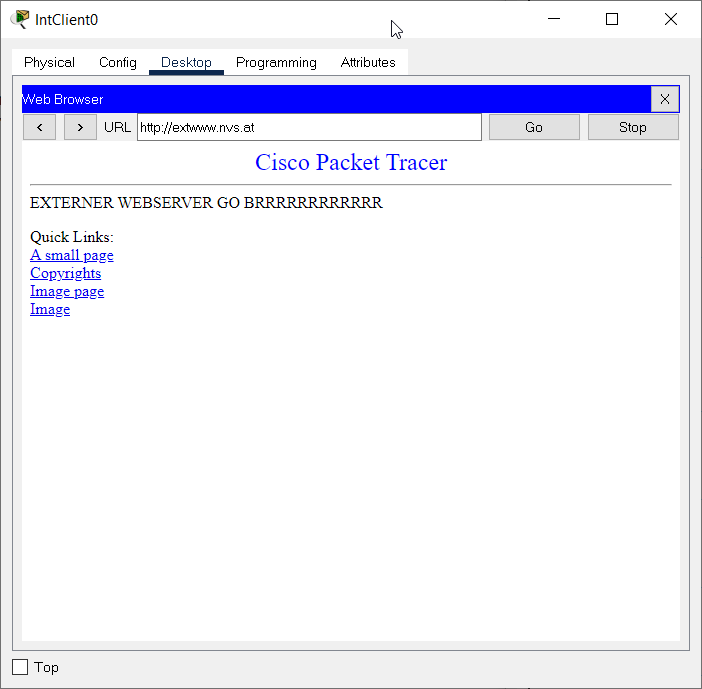 IntClient0
Physical Config Desktop Programming Attributes
Web Browser X
< > URL http://extwww.nvs.at Go Stop
Cisco Packet Tracer
EXTERNER WEBSERVER GO BRRRRRRRRRRRR
Quick Links:
A small page
Copyrights
Image page
Image
Top